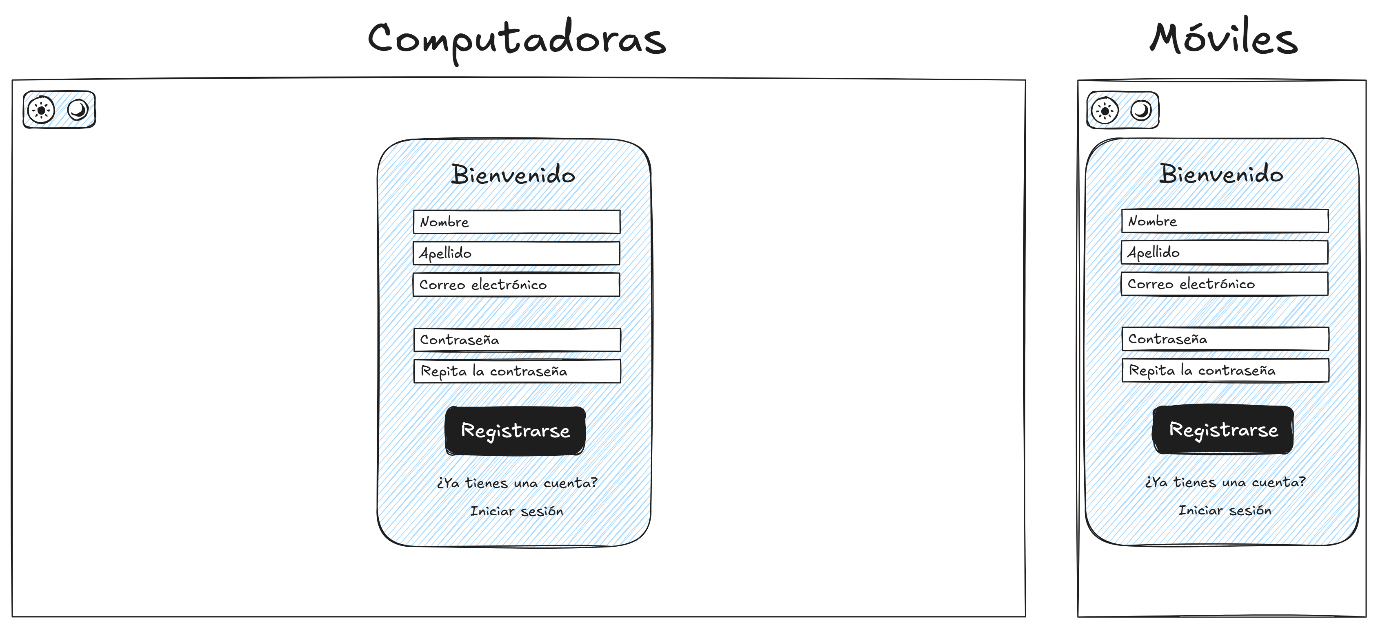 Computadoras
Bienvenido
Nombre
Apellido
Correo electrónico
Contraseña
Repita la contraseña
Registrarse
¿Ya tienes una cuenta?
Iniciar sesión
Móviles
Bienvenido
Nombre
Apellido
Correo electrónico
Contraseña
Repita la contraseña
Registrarse
¿Ya tienes una cuenta?
Iniciar sesión